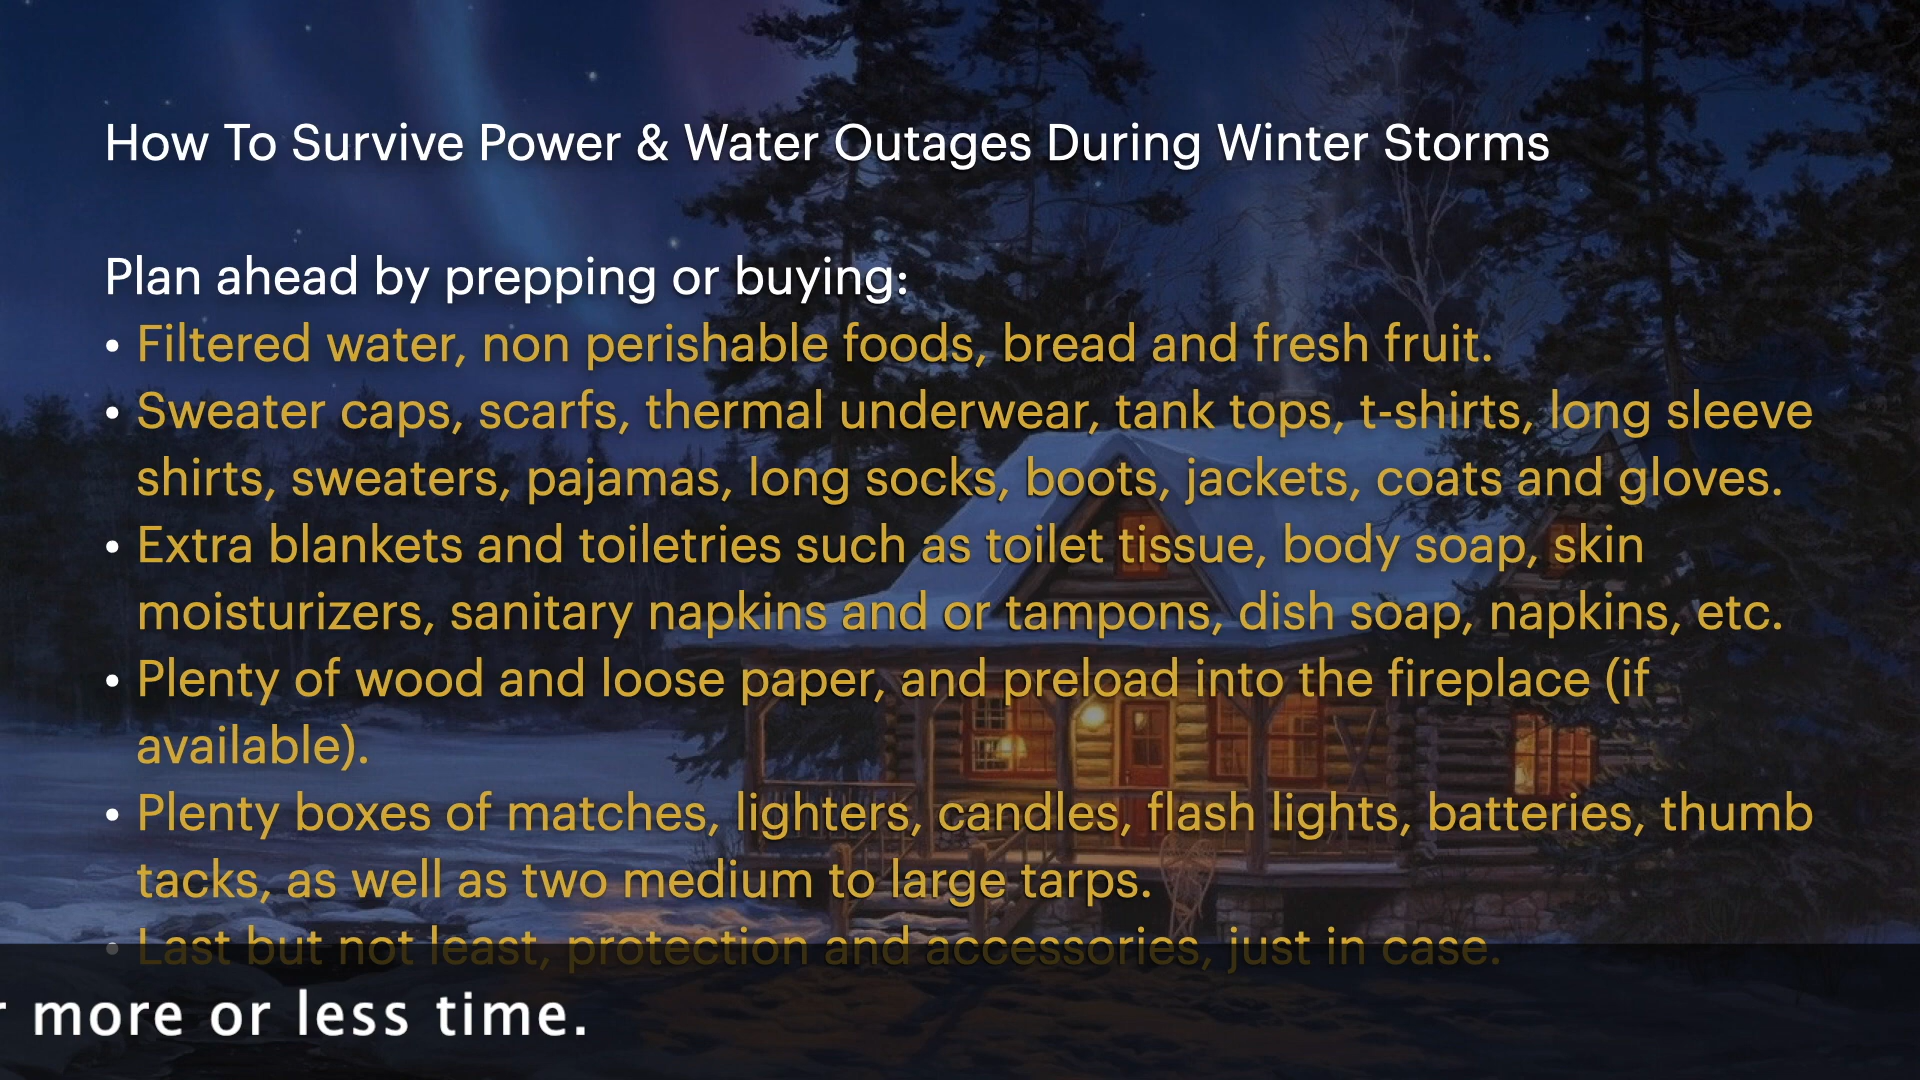 How To Survive Power & Water Outages During Winter Storms
Plan ahead by prepping or buying:
• Filtered water, non perishable foods, bread and fresh fruit.
• Sweater caps, scarfs, thermal underwear, tank tops, t-shirts, long sleeve
shirts, sweaters, pajamas, long socks, boots, jackets, coats and gloves.
• Extra blankets and toiletries such as toilet tissue, body soap, skin
moisturizers, sanitary napkins and or tampons, dish soap, napkins, etc.
• Plenty of wood and loose paper, and preload into the fireplace (if
available).
• Plenty boxes of matches, lighters, candles, flash lights, batteries, thumb
tacks, as well as two medium to large tarps.
• Last but not least, protection and accessories, just in case.
more or less time.